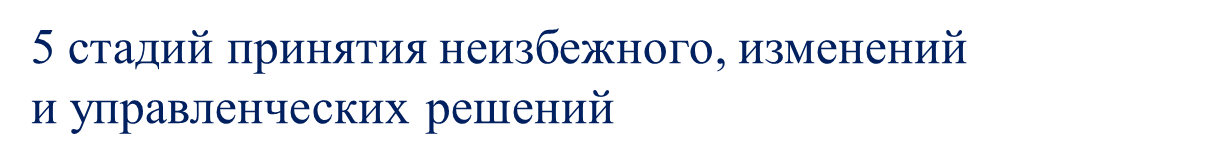 5 стадий принятия неизбежного, изменений
и управленческих решений